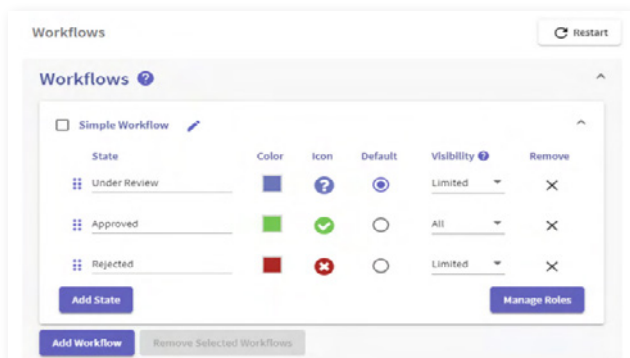 Workflows
Restart
Workflows
Simple Workflow
State Color Icon Default Visibility Remove
Under Review Limited
Approved All
Rejected Limited
Add State Manage Roles
Add Workflow Remove Selected Workflows